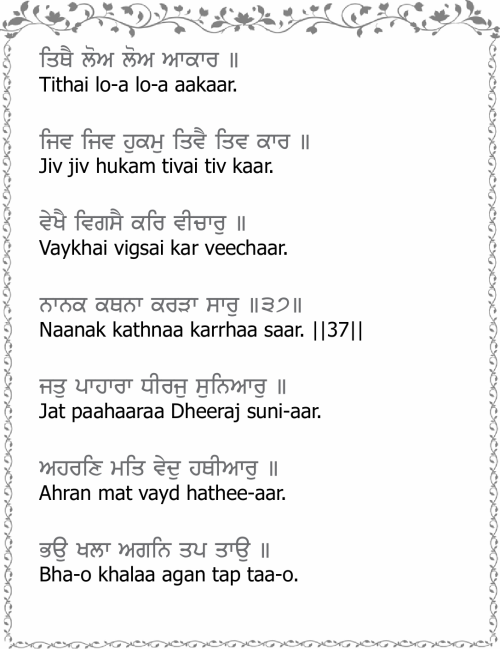 ਤਿਥੈ ਲੋਅ ਲੋਅ ਆਕਾਰ ॥
Tithai lo-a lo-a aakaar.
ਜਿਵ ਜਿਵ ਹੁਕਮੁ ਤਿਵੈ ਤਿਵ ਕਾਰ ॥
Jiv jiv hukam tivai tiv kaar.
ਵੇਖੈ ਵਿਗਸੈ ਕਰਿ ਵੀਚਾਰੁ ॥
Vaykhai vigsai kar veechaar.
ਨਾਨਕ ਕਥਨਾ ਕਰੜਾ ਸਾਰੁ ॥੩੭॥
Naanak kathnaa karrhaa saar. ||37||
ਜਤੁ ਪਾਹਾਰਾ ਧੀਰਜੁ ਸੁਨਿਆਰੁ ॥
Jat paahaaraa Dheeraj suni-aar.
ਅਹਰਣਿ ਮਤਿ ਵੇਦੁ ਹਥੀਆਰੁ ॥
Ahran mat vayd hathee-aar.
ਭਉ ਖਲਾ ਅਗਨਿ ਤਪ ਤਾਉ ॥
Bha-o khalaa agan tap taa-o.